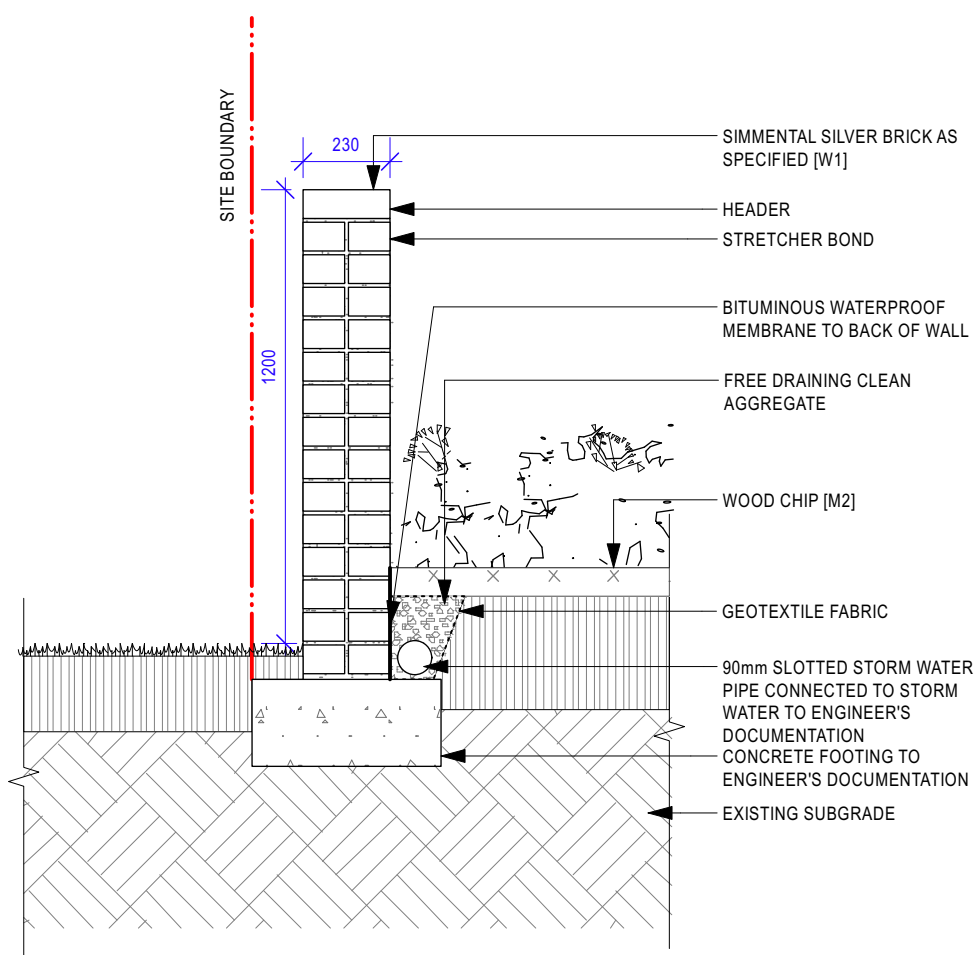 SITE BOUNDARY
230
1200
SIMMENTAL SILVER BRICK AS
SPECIFIED [W1]
HEADER
STRETCHER BOND
BITUMINOUS WATERPROOF
MEMBRANE TO BACK OF WALL
FREE DRAINING CLEAN
AGGREGATE
WOOD CHIP [M2]
GEOTEXTILE FABRIC
90mm SLOTTED STORM WATER
PIPE CONNECTED TO STORM
WATER TO ENGINEER'S
DOCUMENTATION
CONCRETE FOOTING TO
ENGINEER'S DOCUMENTATION
EXISTING SUBGRADE